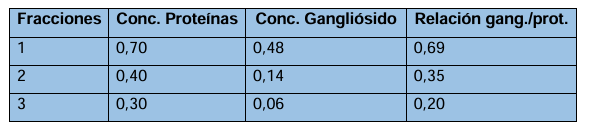 Fracciones Conc. Proteínas Conc. Gangliósido Relación gang./prot.
1 0,70 0,48 0,69
2 0,40 0,14 0,35
3 0,30 0,06 0,20